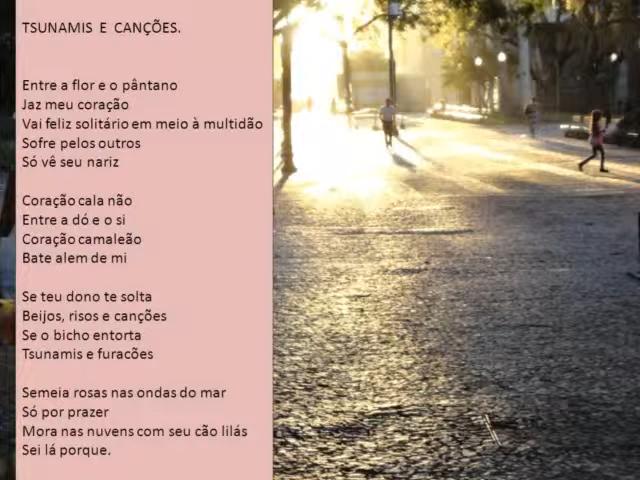 TSUNAMIS E CANÇÕES.
Entre a flor e o pântano
Jaz meu coração
Vai feliz solitário em meio à multidão
Sofre pelos outros
Só vê seu nariz
Coração cala não
Entre a dó e o si
Coração camaleão
Bate alem de mi
Se teu dono te solta
Beijos, risos e canções
Se o bicho entorta
Tsunamis e furacões
Semeia rosas nas ondas do mar
Só por prazer
Mora nas nuvens com seu cão lilás
Sei lá porque.